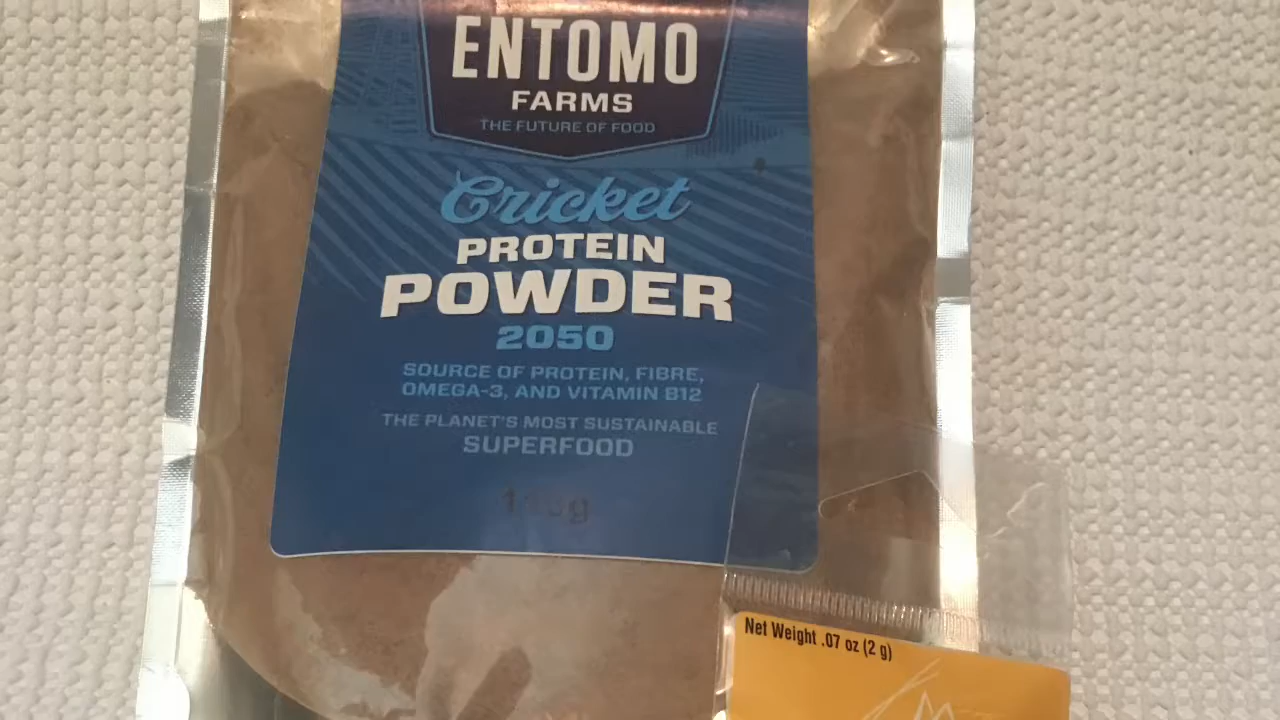 ENTOMO
FARMS
THE FUTURE OF FOOD
Cricket
PROTEIN
POWDER
2050
SOURCE OF PROTEIN, FIBRE,
OMEGA-3, AND VITAMIN B12
THE PLANET'S MOST SUSTAINABLE
SUPERFOOD
Net Weight .07 oz (2 g)